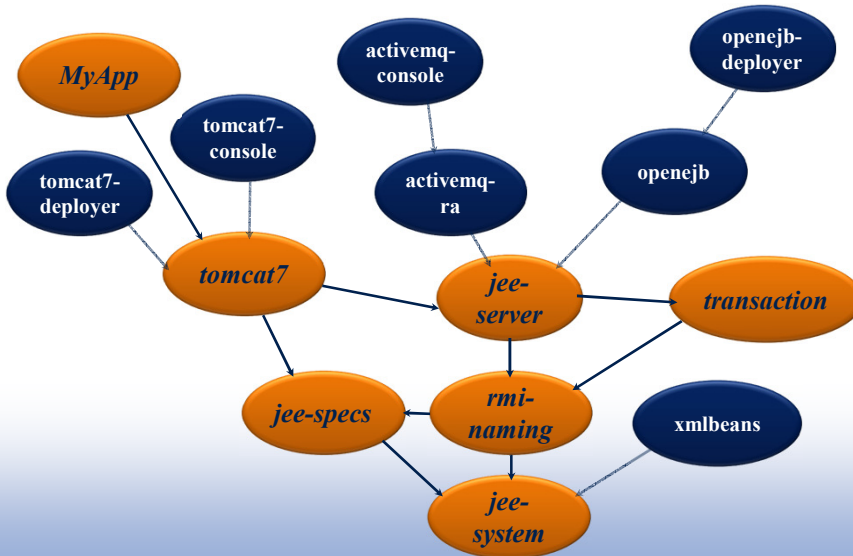 MyApp
activemq-
console
openejb-
deployer
tomcat7-
console
tomcat7-
deployer
activemq-
ra
openejb
tomcat7
jee-
server
transaction
jee-specs
rmi-
naming
xmlbeans
jee-
system